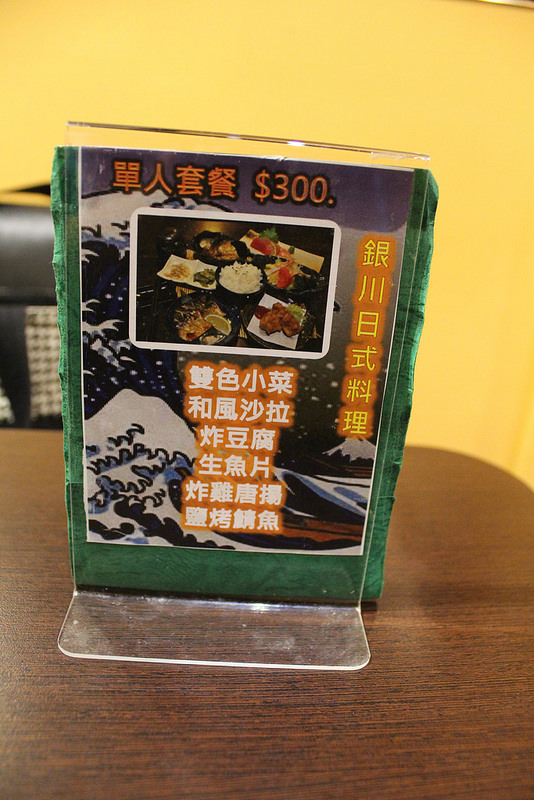 單人套餐 $300.
銀川日式料理
雙色小菜
和風沙拉
炸豆腐
生魚片
炸雞唐揚
鹽烤鯖魚